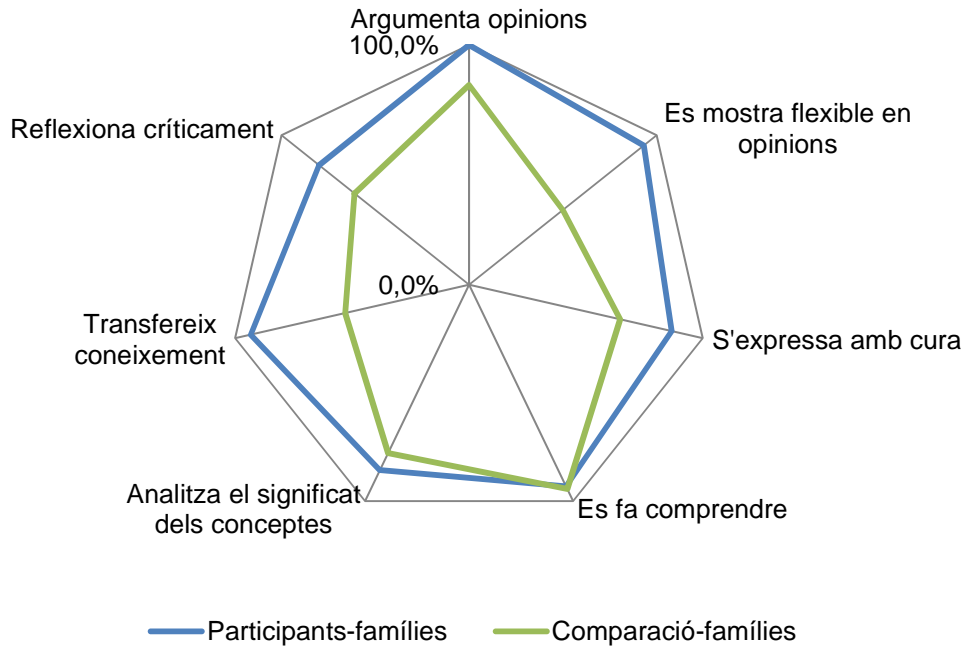 Argumenta opinions
100,0%
Es mostra flexible en
opinions
Reflexiona críticament
0,0%
S'expressa amb cura
Transfereix
coneixement
Analitza el significat
dels conceptes
Es fa comprendre
Participants-famílies
Comparació-famílies